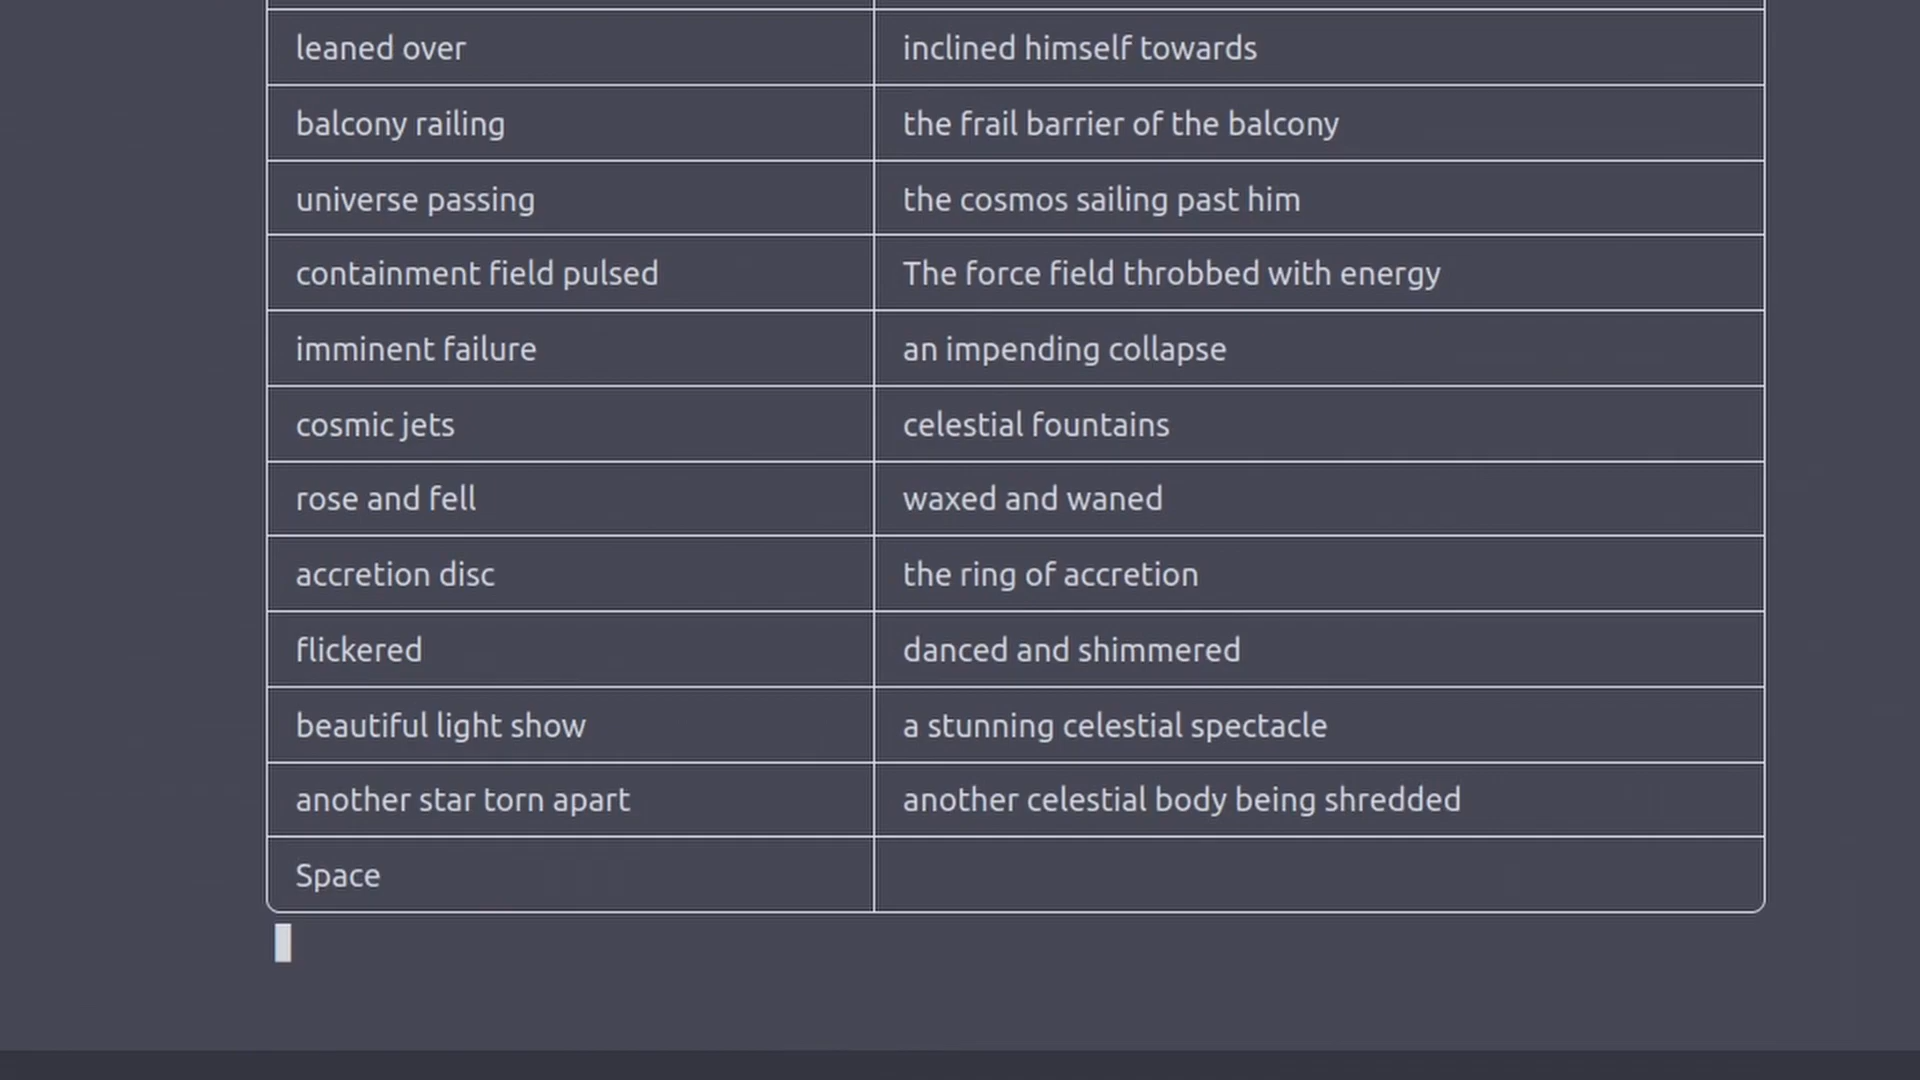 leaned over inclined himself towards
balcony railing the frail barrier of the balcony
universe passing the cosmos sailing past him
containment field pulsed The force field throbbed with energy
imminent failure an impending collapse
cosmic jets celestial fountains
rose and fell waxed and waned
accretion disc the ring of accretion
flickered danced and shimmered
beautiful light show a stunning celestial spectacle
another star torn apart another celestial body being shredded
Space